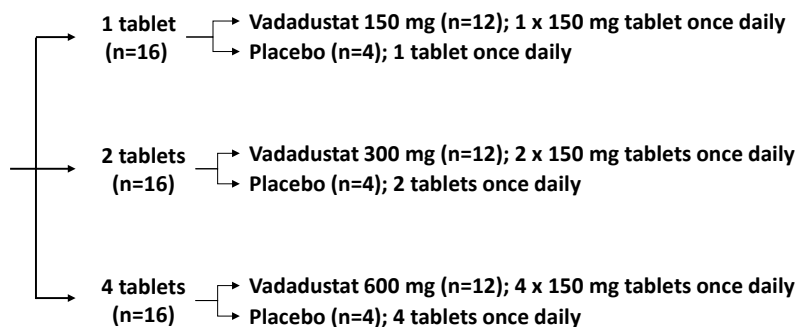 1 tablet
(n=16)
Vadadustat 150 mg (n=12); 1 x 150 mg tablet once daily
Placebo (n=4); 1 tablet once daily
2 tablets
(n=16)
Vadadustat 300 mg (n=12); 2 x 150 mg tablets once daily
Placebo (n=4); 2 tablets once daily
4 tablets
(n=16)
Vadadustat 600 mg (n=12); 4 x 150 mg tablets once daily
Placebo (n=4); 4 tablets once daily